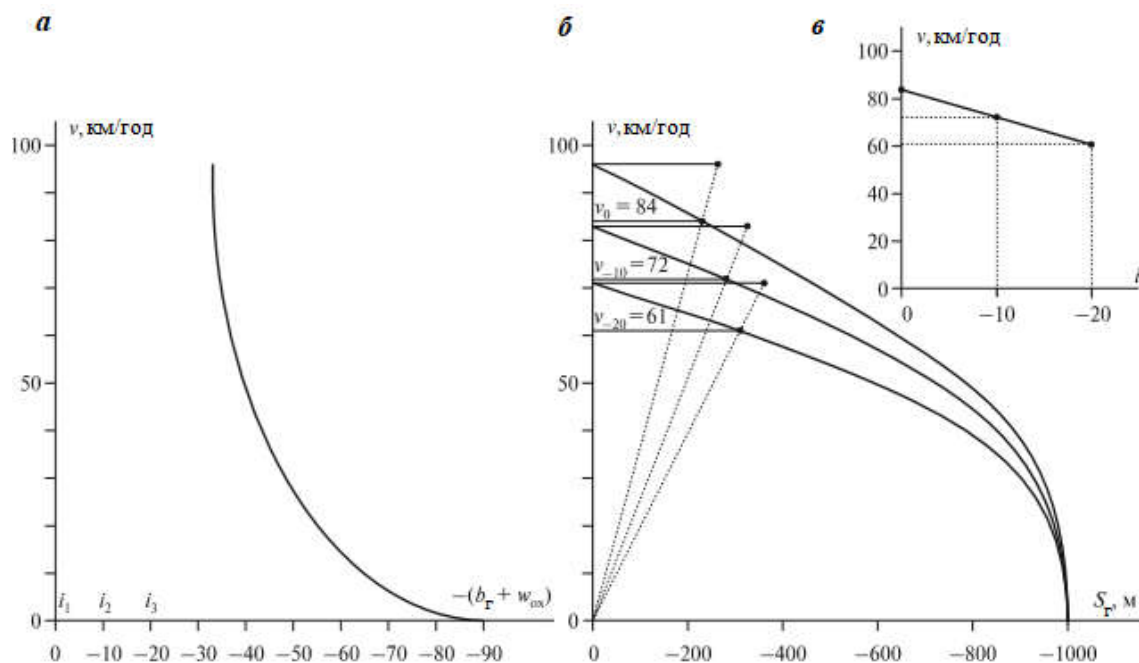 а
v, км/год
100
50
0
i₁ i₂ i₃
−(bг + wох)
0 −10 −20 −30 −40 −50 −60 −70 −80 −90
б
v, км/год
100
v₀ = 84
v₋₁₀ = 72
v₋₂₀ = 61
50
0
Sг, м
0 −200 −400 −600 −800 −1000
в
v, км/год
100
80
60
40
20
0
0 −10 −20